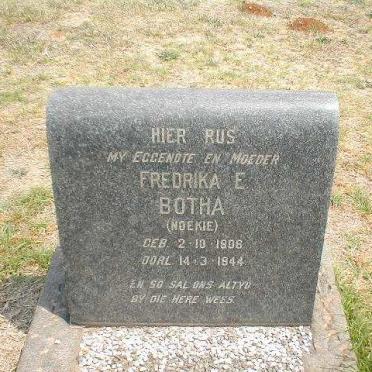 HIER RUS
MY EGGENOTE EN MOEDER
FREDRIKA E.
BOTHA
(NOEKIE)
GEB. 2-10-1896
OORL. 14-3-1944
EN SO SAL ONS ALTYD
BY DIE HERE WEES.